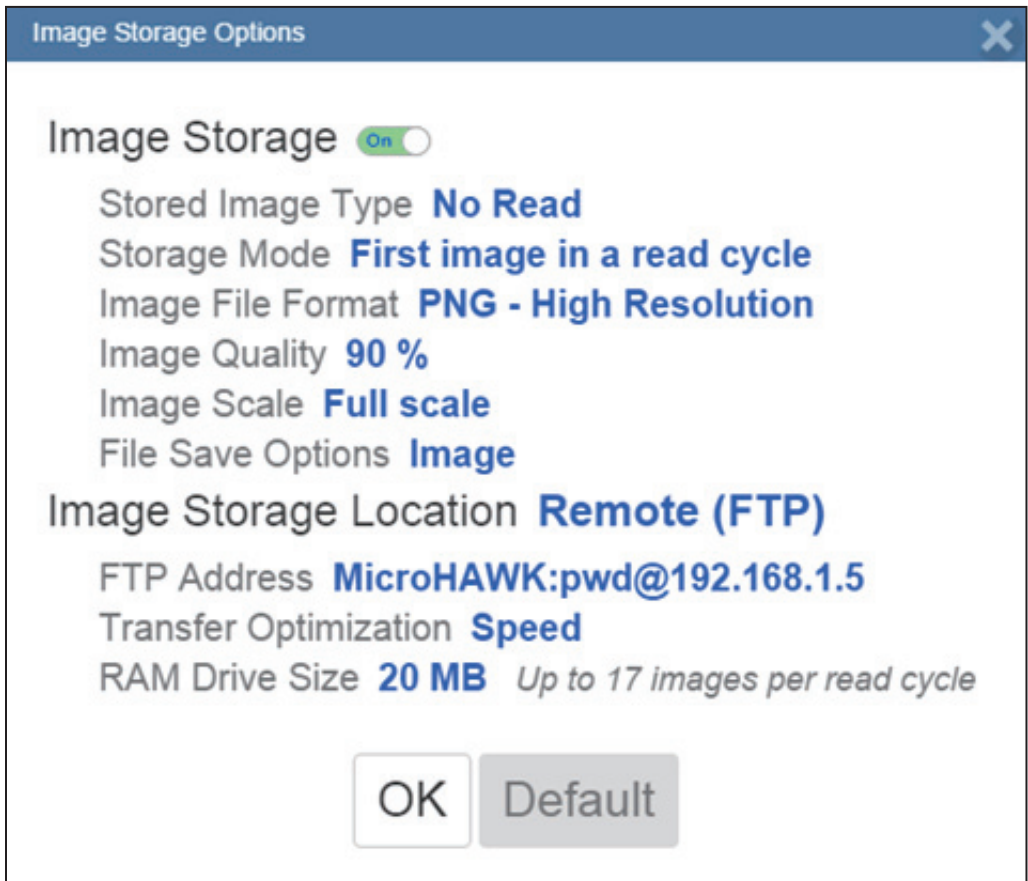 Image Storage Options
Image Storage On
Stored Image Type No Read
Storage Mode First image in a read cycle
Image File Format PNG - High Resolution
Image Quality 90 %
Image Scale Full scale
File Save Options Image
Image Storage Location Remote (FTP)
FTP Address MicroHAWK:pwd@192.168.1.5
Transfer Optimization Speed
RAM Drive Size 20 MB Up to 17 images per read cycle
OK Default